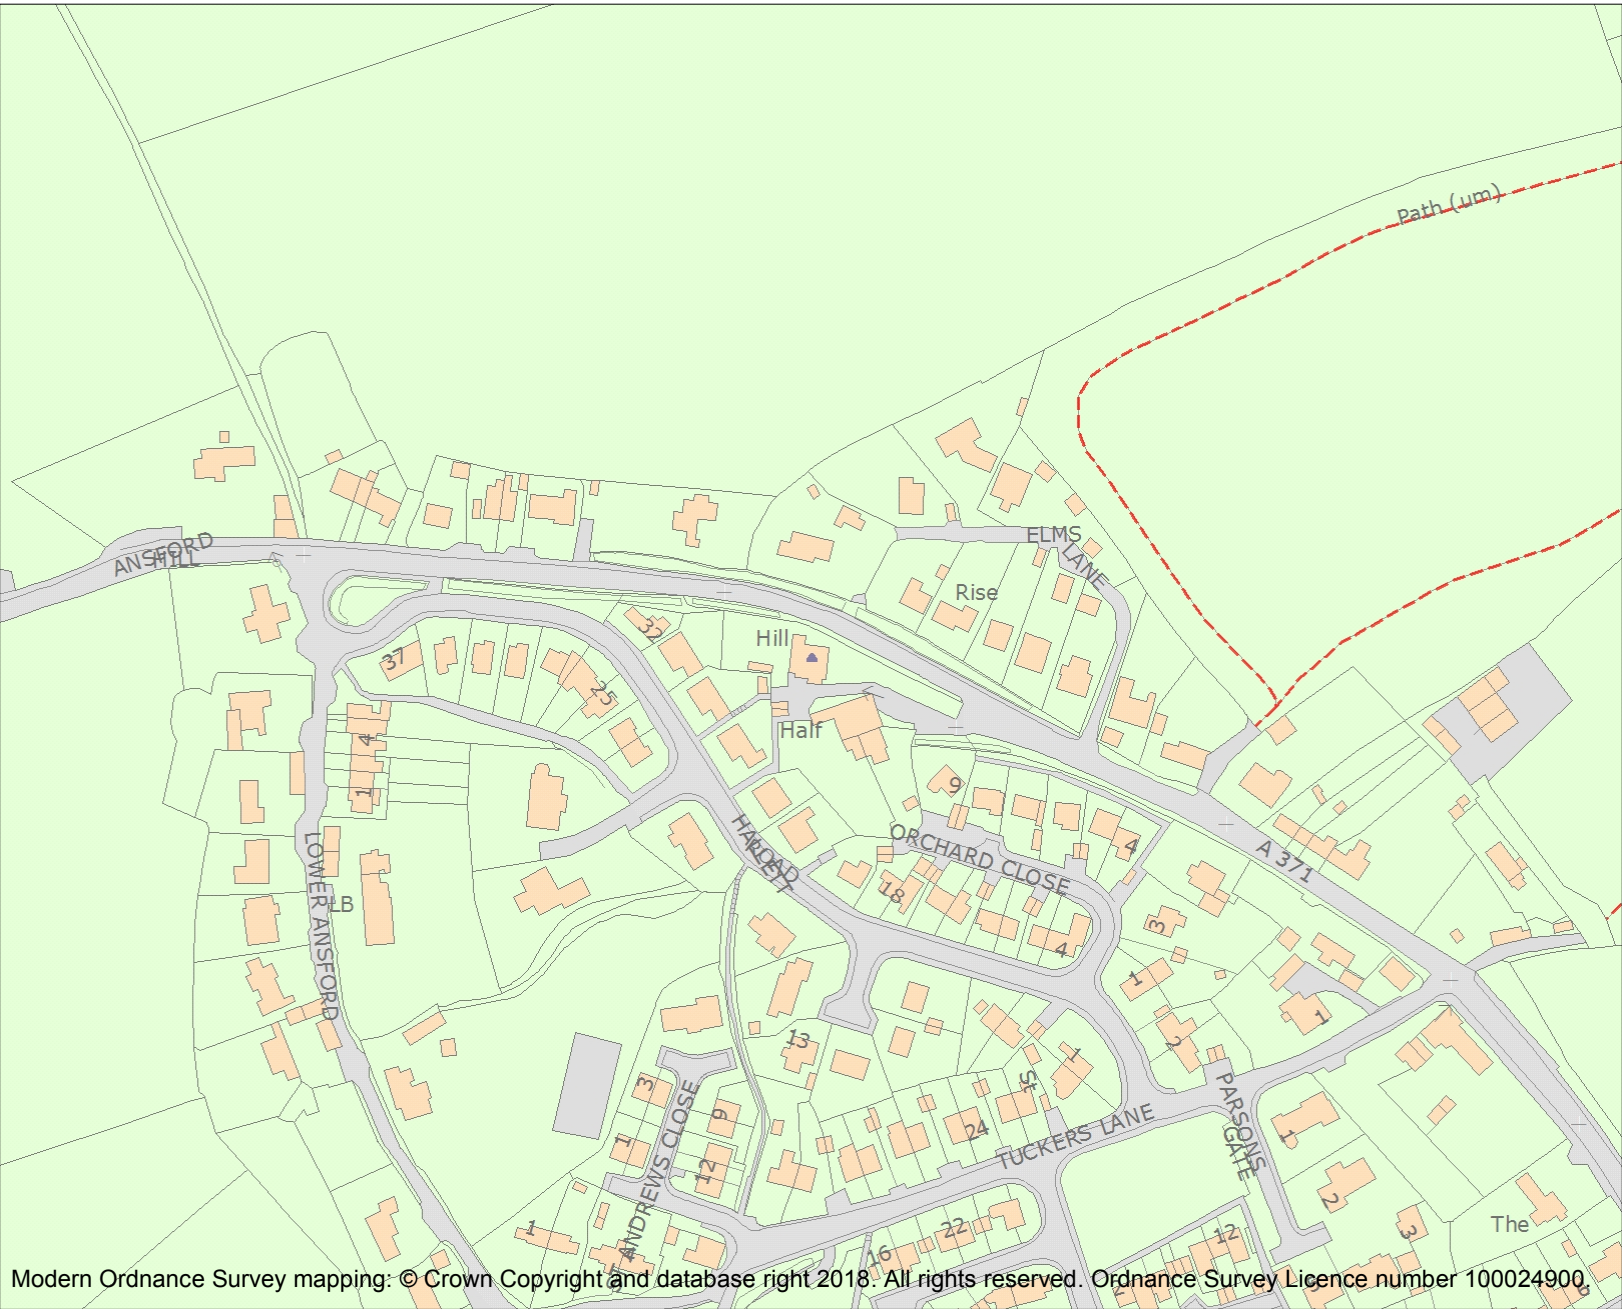 Path (um)
ELMS
LANE
ANSFORD
HILL
Rise
32
Hill
37
25
Half
4
1
9
ORCHARD CLOSE
4
HALLETT
ROAD
A 371
LOWER ANSFORD
LB
18
3
4
1
13
1
2
1
St
3
9
PARSONS
GATE
1
24
TUCKERS LANE
1
12
ST ANDREWS CLOSE
2
1
22
12
3
The
16
Modern Ordnance Survey mapping: © Crown Copyright and database right 2018. All rights reserved. Ordnance Survey Licence number 100024900.